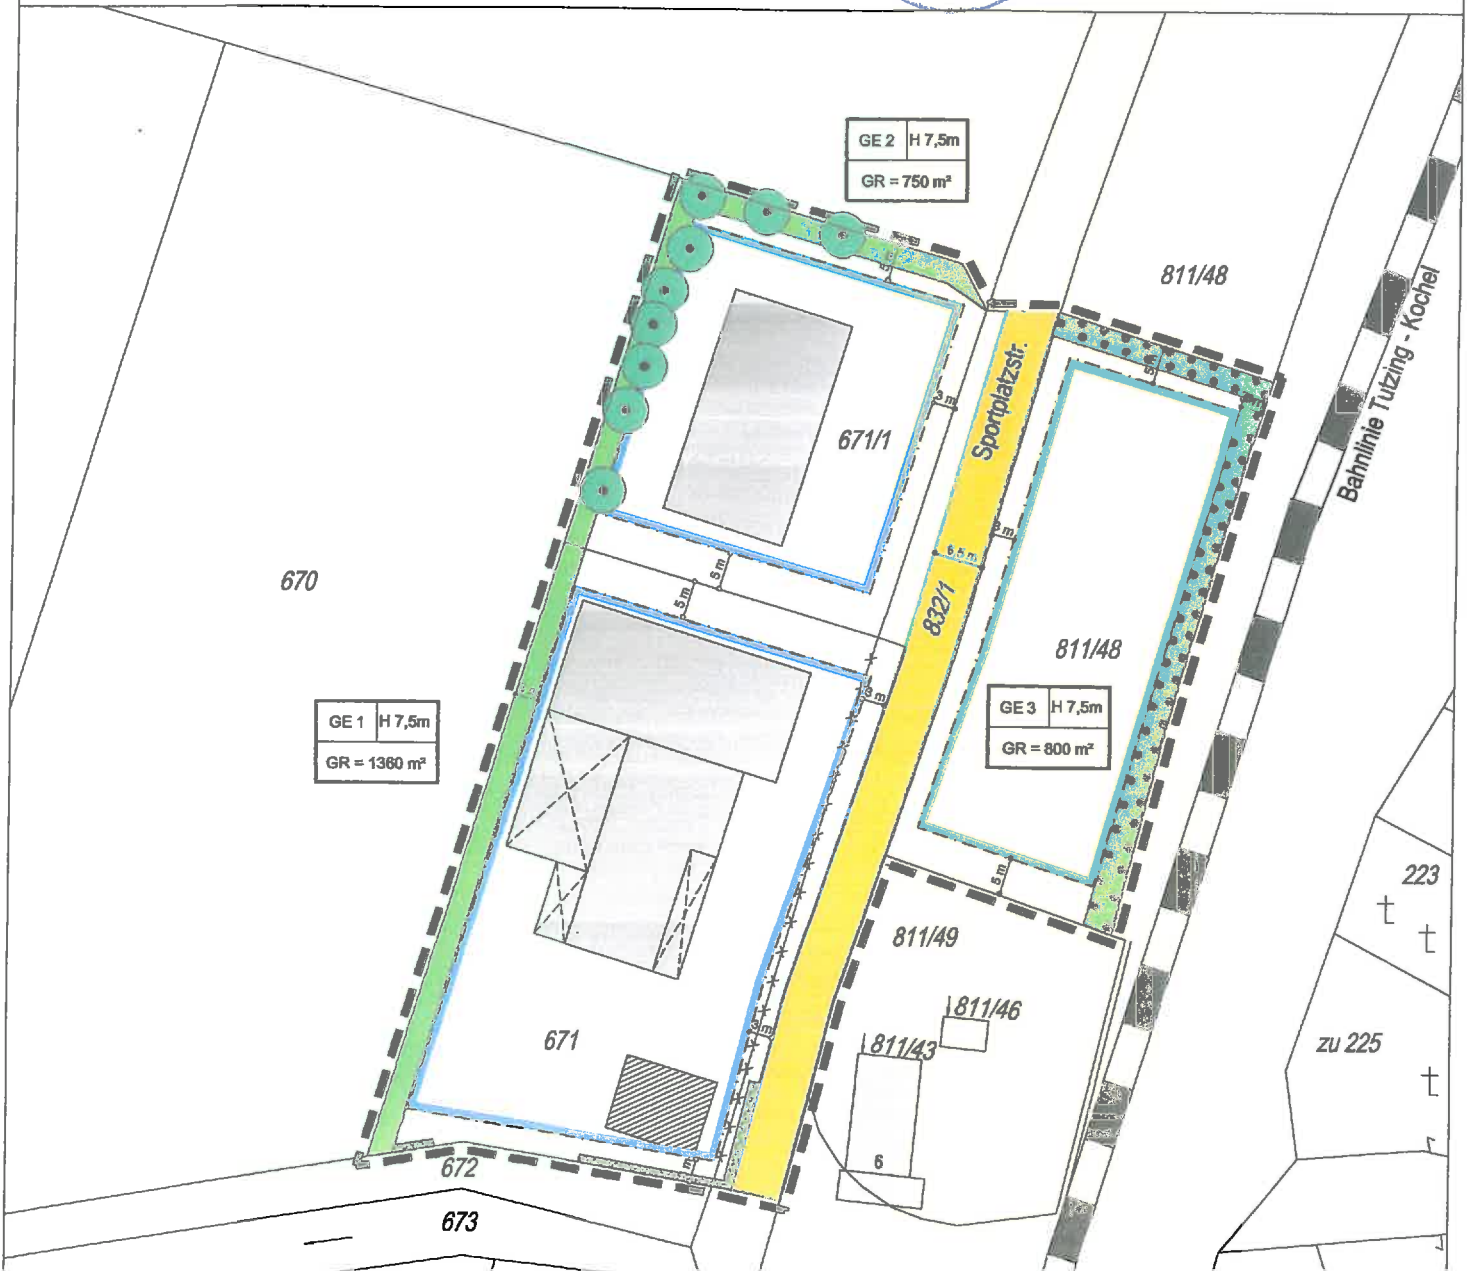 GE 2 H 7,5m
GR = 750 m²
811/48
Bahnlinie Tutzing - Kochel
Sportplatzstr.
3 m
671/1
3 m
6,5 m
670
5 m
5 m
832/1
811/48
3 m
GE 1 H 7,5m
GR = 1360 m²
GE 3 H 7,5m
GR = 800 m²
5 m
223
811/49
811/46
811/43
671
zu 225
6
672
673